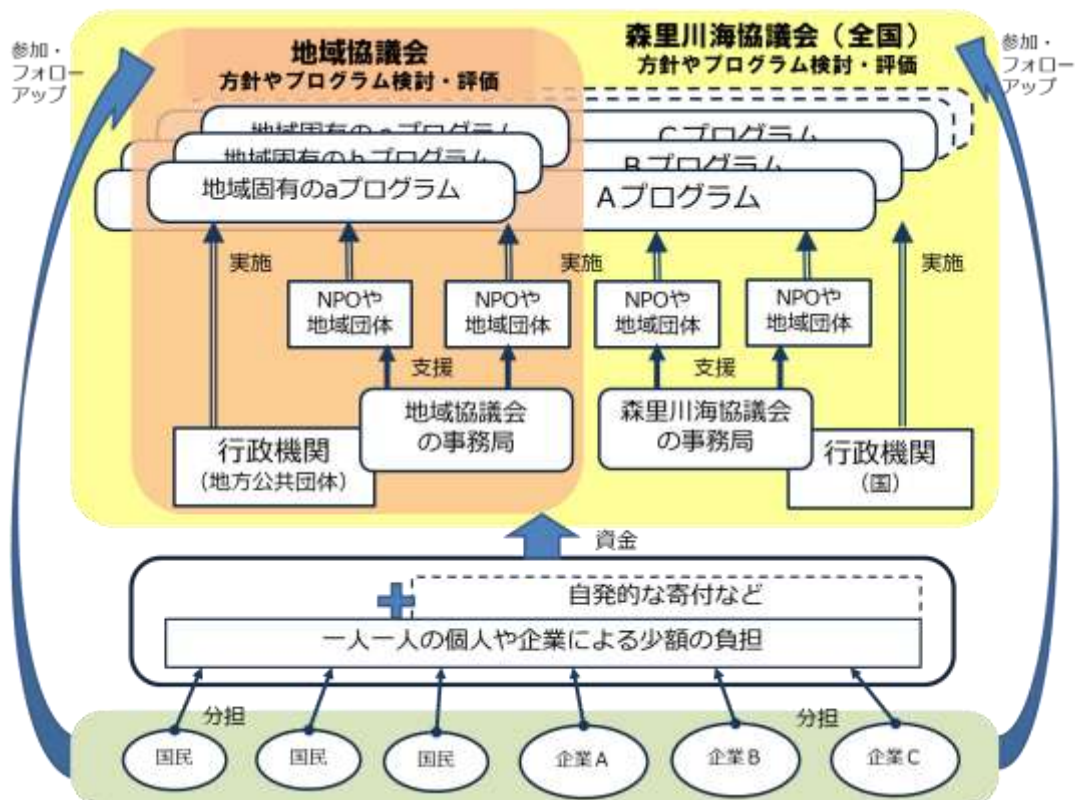 参加・
フォロー
アップ
地域協議会
方針やプログラム検討・評価
森里川海協議会（全国）
方針やプログラム検討・評価
参加・
フォロー
アップ
地域固有のcプログラム
Cプログラム
地域固有のbプログラム
Bプログラム
地域固有のaプログラム
Aプログラム
実施
実施
実施
NPOや
地域団体
NPOや
地域団体
NPOや
地域団体
NPOや
地域団体
支援
支援
地域協議会
の事務局
森里川海協議会
の事務局
行政機関
（地方公共団体）
行政機関
（国）
資金
自発的な寄付など
一人一人の個人や企業による少額の負担
分担
分担
国民
国民
国民
企業A
企業B
企業C